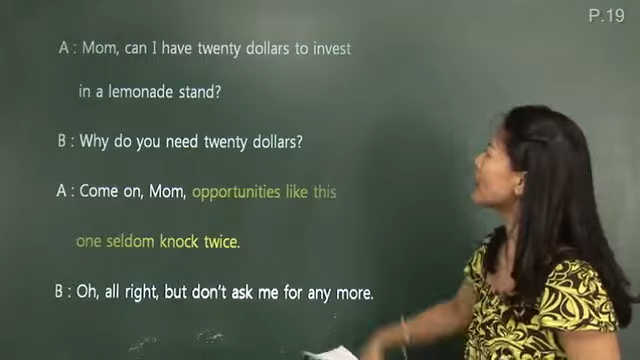 P.19
A : Mom, can I have twenty dollars to invest
in a lemonade stand?
B : Why do you need twenty dollars?
A : Come on, Mom, opportunities like this
one seldom knock twice.
B : Oh, all right, but don't ask me for any more.